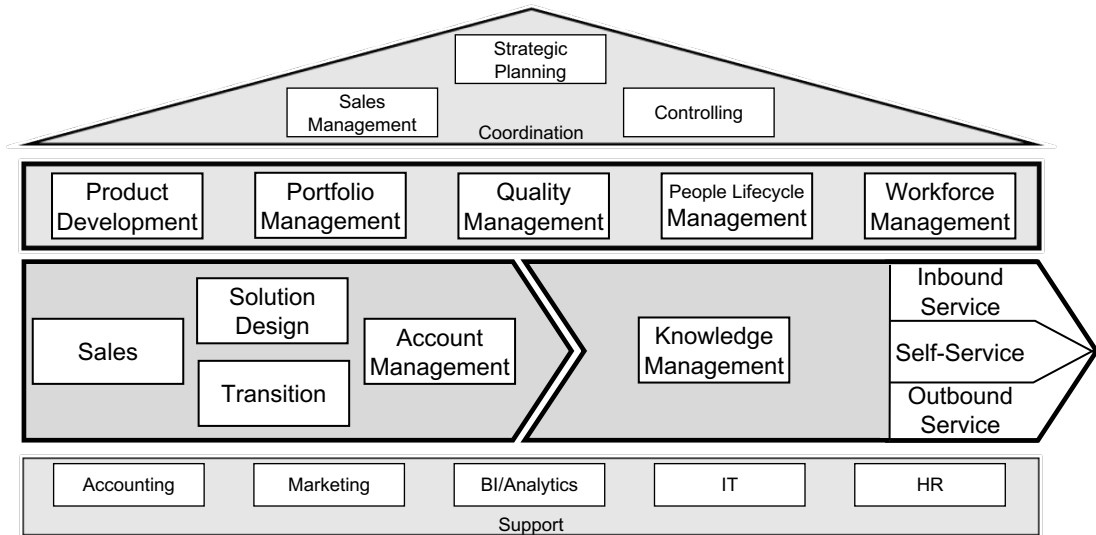 Strategic
Planning
Sales
Management
Controlling
Coordination
Product
Development
Portfolio
Management
Quality
Management
People Lifecycle
Management
Workforce
Management
Sales
Solution
Design
Transition
Account
Management
Knowledge
Management
Inbound
Service
Self-Service
Outbound
Service
Accounting
Marketing
BI/Analytics
IT
HR
Support